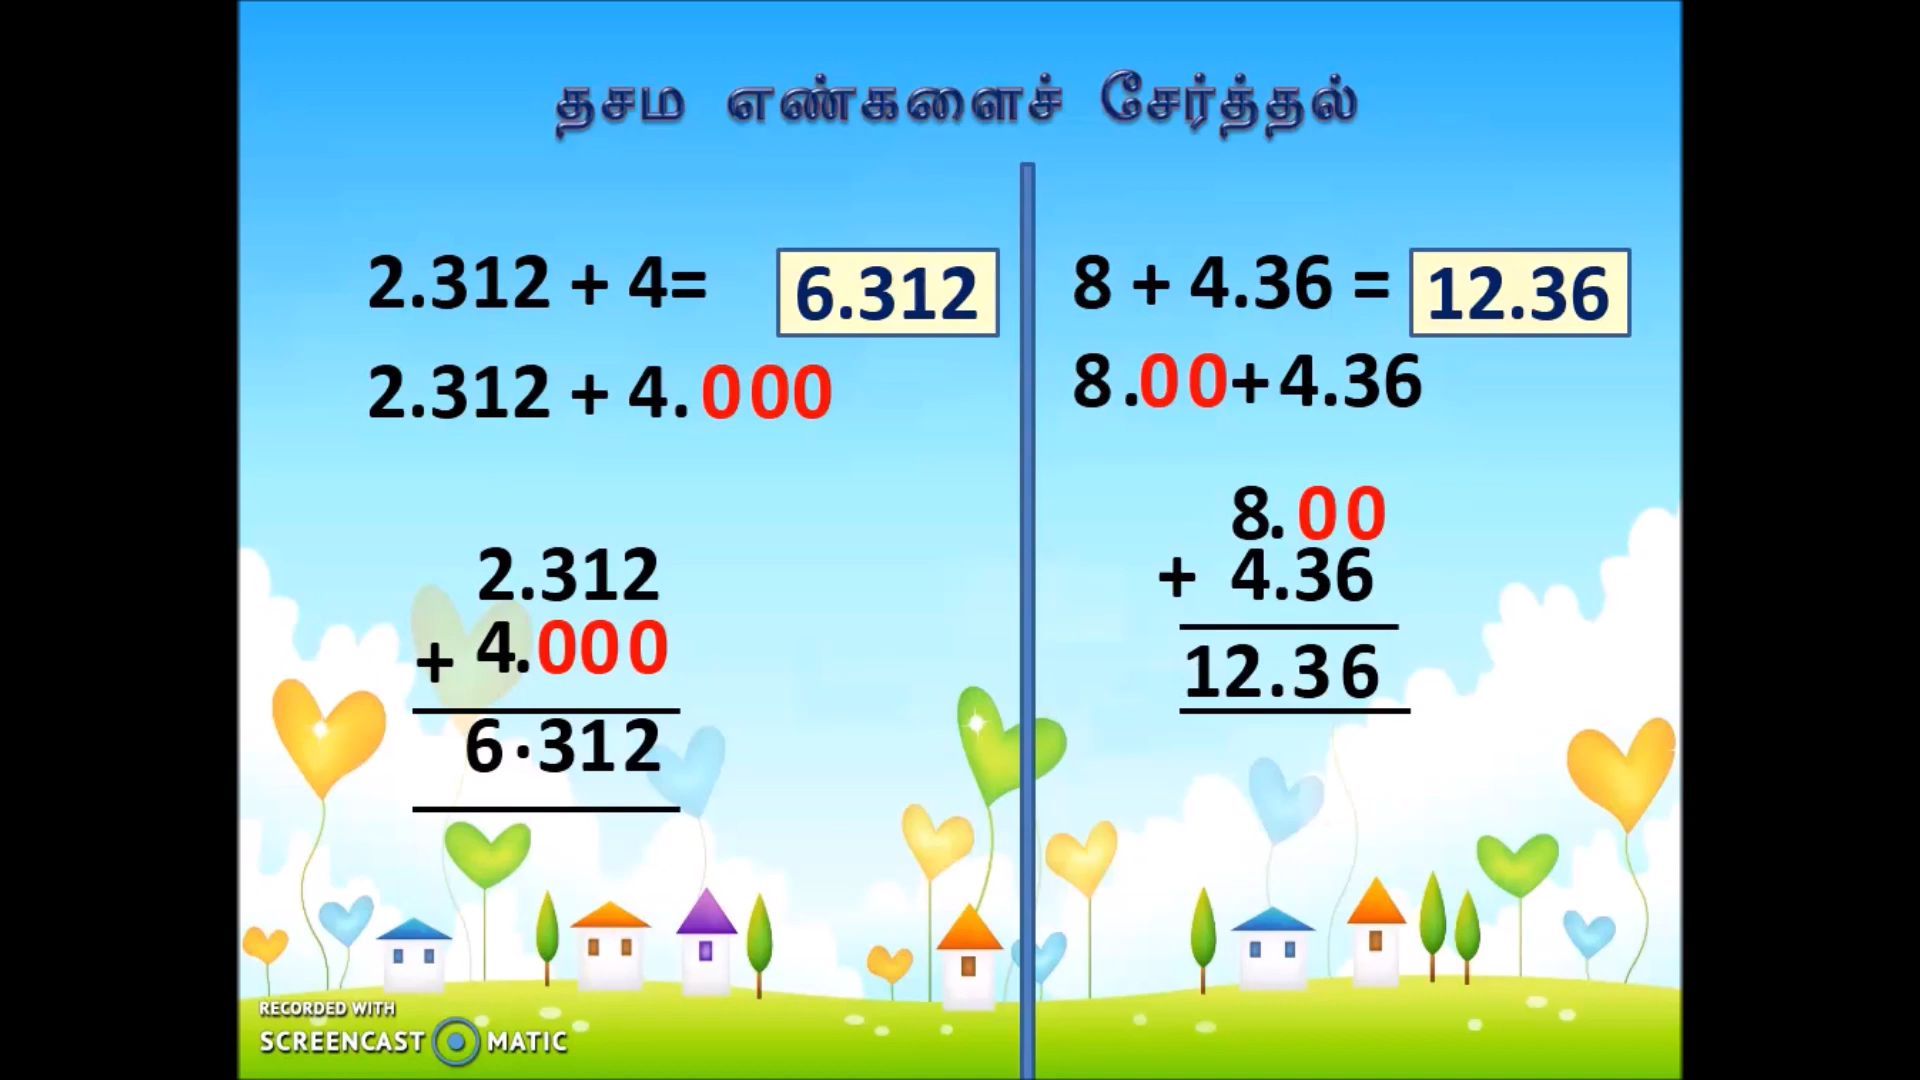 தசம எண்களைச் சேர்த்தல்
2.312 + 4= 6.312
2.312 + 4.000
2.312
+ 4.000
6.312
8 + 4.36 = 12.36
8.00+4.36
8.00
+ 4.36
12.36
RECORDED WITH
SCREENCAST MATIC